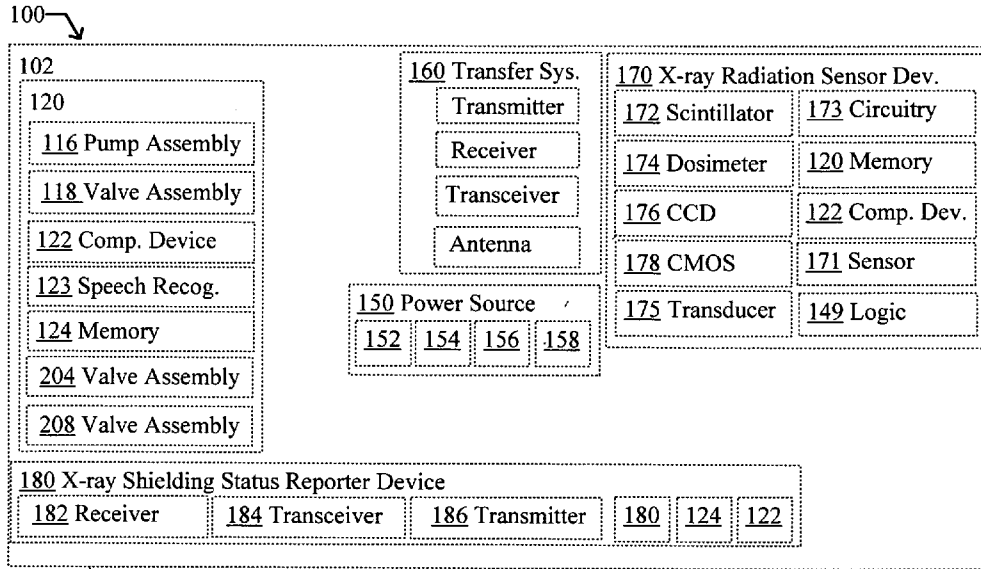 100
102
120
116 Pump Assembly
118 Valve Assembly
122 Comp. Device
123 Speech Recog.
124 Memory
204 Valve Assembly
208 Valve Assembly
160 Transfer Sys.
Transmitter
Receiver
Transceiver
Antenna
150 Power Source
152 154 156 158
170 X-ray Radiation Sensor Dev.
172 Scintillator 173 Circuitry
174 Dosimeter 120 Memory
176 CCD 122 Comp. Dev.
178 CMOS 171 Sensor
175 Transducer 149 Logic
180 X-ray Shielding Status Reporter Device
182 Receiver 184 Transceiver 186 Transmitter 180 124 122